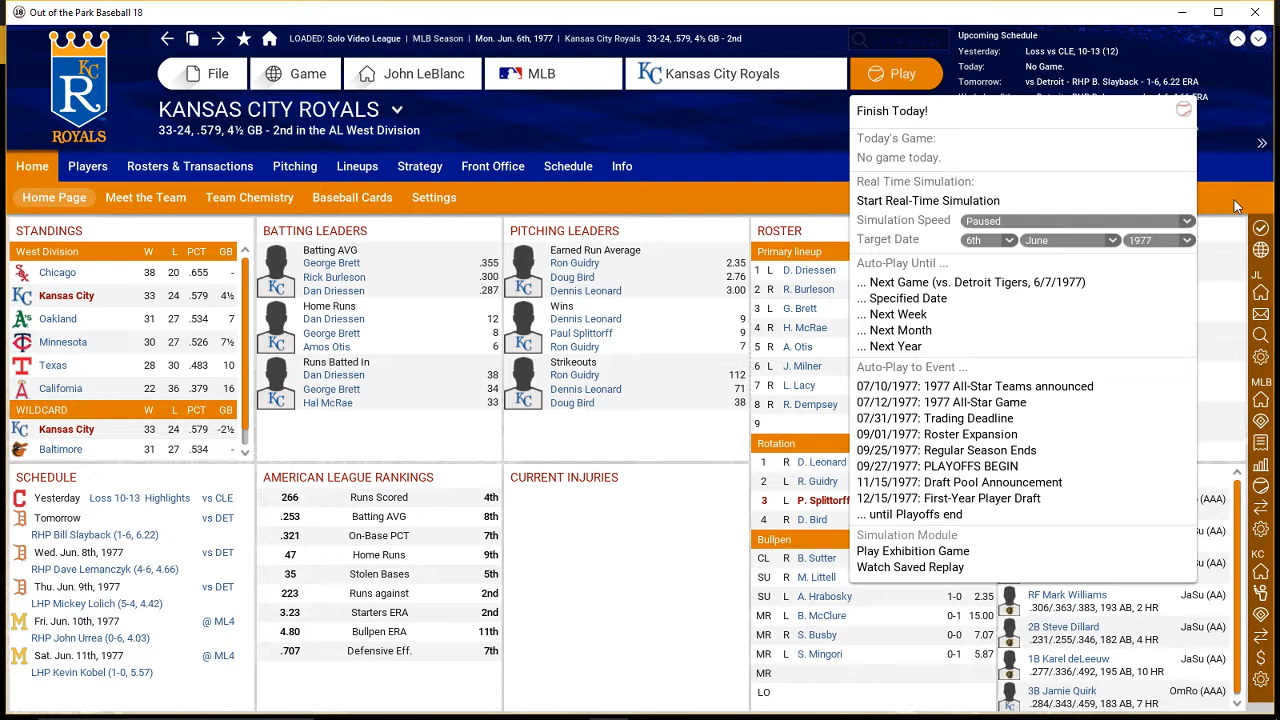 Out of the Park Baseball 18
LOADED: Solo Video League | MLB Season | Mon. Jun. 6th, 1977 | Kansas City Royals 33-24, .579, 4½ GB - 2nd
Upcoming Schedule
Yesterday: Loss vs CLE, 10-13 (12)
Today: No Game.
Tomorrow: vs Detroit - RHP B. Slayback - 1-6, 6.22 ERA
File
Game
John LeBlanc
MLB
Kansas City Royals
Play
KC
R
ROYALS
KANSAS CITY ROYALS
33-24, .579, 4½ GB - 2nd in the AL West Division
Home
Players
Rosters & Transactions
Pitching
Lineups
Strategy
Front Office
Schedule
Info
Home Page
Meet the Team
Team Chemistry
Baseball Cards
Settings
Finish Today!
Today's Game:
No game today.
Real Time Simulation:
Start Real-Time Simulation
Simulation Speed Paused
Target Date 6th June 1977
Auto-Play Until ...
... Next Game (vs. Detroit Tigers, 6/7/1977)
... Specified Date
... Next Week
... Next Month
... Next Year
Auto-Play to Event ...
07/10/1977: 1977 All-Star Teams announced
07/12/1977: 1977 All-Star Game
07/31/1977: Trading Deadline
09/01/1977: Roster Expansion
09/25/1977: Regular Season Ends
09/27/1977: PLAYOFFS BEGIN
11/15/1977: Draft Pool Announcement
12/15/1977: First-Year Player Draft
... until Playoffs end
Simulation Module
Play Exhibition Game
Watch Saved Replay
STANDINGS
West Division W L PCT GB
Chicago 38 20 .655 -
Kansas City 33 24 .579 4½
Oakland 31 27 .534 7
Minnesota 30 27 .526 7½
Texas 28 30 .483 10
California 22 36 .379 16
WILDCARD W L PCT GB
Kansas City 33 24 .579 -2½
Baltimore 31 27 .534 -
BATTING LEADERS
Batting AVG
George Brett .355
Rick Burleson .300
Dan Driessen .287
Home Runs
Dan Driessen 12
George Brett 8
Amos Otis 6
Runs Batted In
Dan Driessen 38
George Brett 34
Hal McRae 33
PITCHING LEADERS
Earned Run Average
Ron Guidry 2.35
Doug Bird 2.76
Dennis Leonard 3.00
Wins
Dennis Leonard 9
Paul Splittorff 9
Ron Guidry 7
Strikeouts
Ron Guidry 112
Dennis Leonard 71
Doug Bird 38
ROSTER
Primary lineup
1 L D. Driessen
2 R R. Burleson
3 L G. Brett
4 R H. McRae
5 L A. Otis
6 L J. Milner
7 R L. Lacy
8 R R. Dempsey
9
Rotation
1 R D. Leonard
2 L R. Guidry
3 L P. Splittorff
4 R D. Bird
Bullpen
CL R B. Sutter
SU R M. Littell
SU L A. Hrabosky 1-0 2.35
MR L B. McClure 0-1 15.00
MR R S. Busby 0-0 7.07
MR L S. Mingori 0-1 5.87
MR
LO
SCHEDULE
Yesterday Loss 10-13 Highlights vs CLE
Tomorrow vs DET
RHP Bill Slayback (1-6, 6.22)
Wed. Jun. 8th, 1977 vs DET
RHP Dave Lemanczyk (4-6, 4.66)
Thu. Jun. 9th, 1977 vs DET
LHP Mickey Lolich (5-4, 4.42)
Fri. Jun. 10th, 1977 @ ML4
RHP John Urrea (0-6, 4.03)
Sat. Jun. 11th, 1977 @ ML4
LHP Kevin Kobel (1-0, 5.57)
AMERICAN LEAGUE RANKINGS
266 Runs Scored 4th
.253 Batting AVG 8th
.321 On-Base PCT 7th
47 Home Runs 9th
35 Stolen Bases 5th
223 Runs against 2nd
3.23 Starters ERA 2nd
4.80 Bullpen ERA 11th
.707 Defensive Eff. 7th
CURRENT INJURIES
RF Mark Williams JaSu (AA)
.306/.363/.383, 193 AB, 2 HR
2B Steve Dillard JaSu (AA)
.231/.255/.346, 182 AB, 4 HR
1B Karel deLeeuw JaSu (AA)
.277/.336/.492, 195 AB, 10 HR
3B Jamie Quirk OmRo (AAA)
.284/.343/.459, 183 AB, 7 HR
JL
MLB
KC